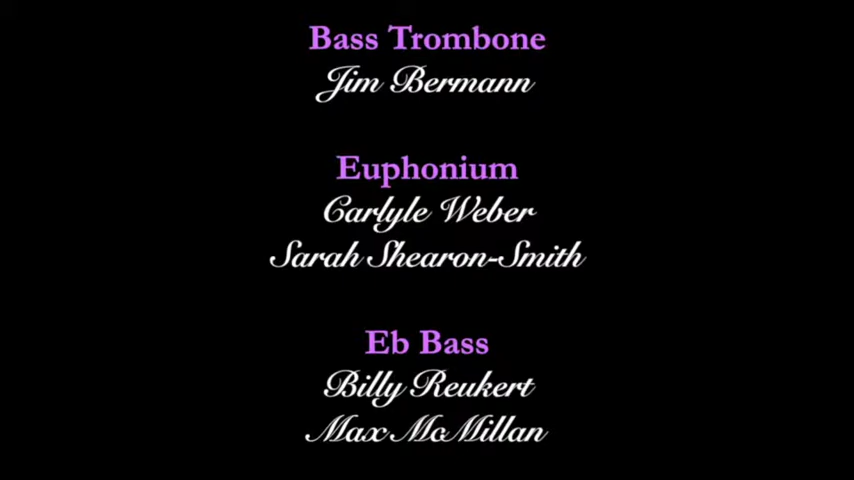 Bass Trombone
Jim Bermann
Euphonium
Carlyle Weber
Sarah Shearon-Smith
Eb Bass
Billy Reukert
Max McMillan